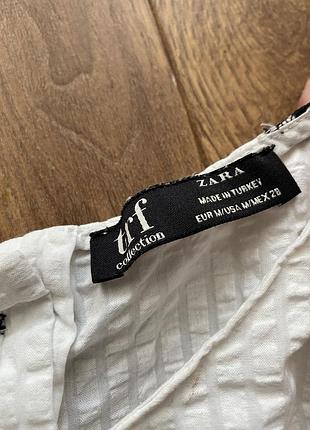 trf
collection
ZARA
MADE IN TURKEY
EUR M/USA M/MEX 28